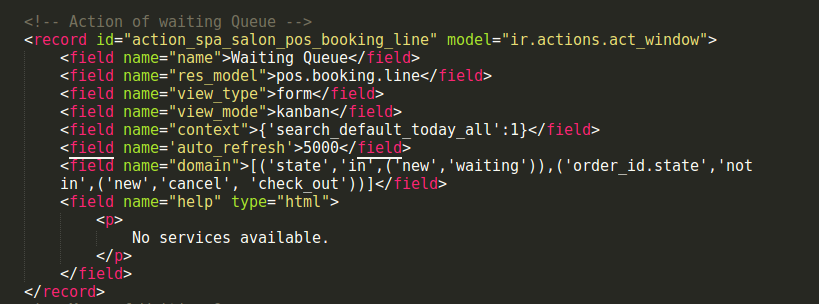 <!-- Action of waiting Queue -->
<record id="action_spa_salon_pos_booking_line" model="ir.actions.act_window">
<field name="name">Waiting Queue</field>
<field name="res_model">pos.booking.line</field>
<field name="view_type">form</field>
<field name="view_mode">kanban</field>
<field name="context">{'search_default_today_all':1}</field>
<field name='auto_refresh'>5000</field>
<field name="domain">[('state','in',('new','waiting')),('order_id.state','not
in',('new','cancel', 'check_out'))]</field>
<field name="help" type="html">
<p>
No services available.
</p>
</field>
</record>